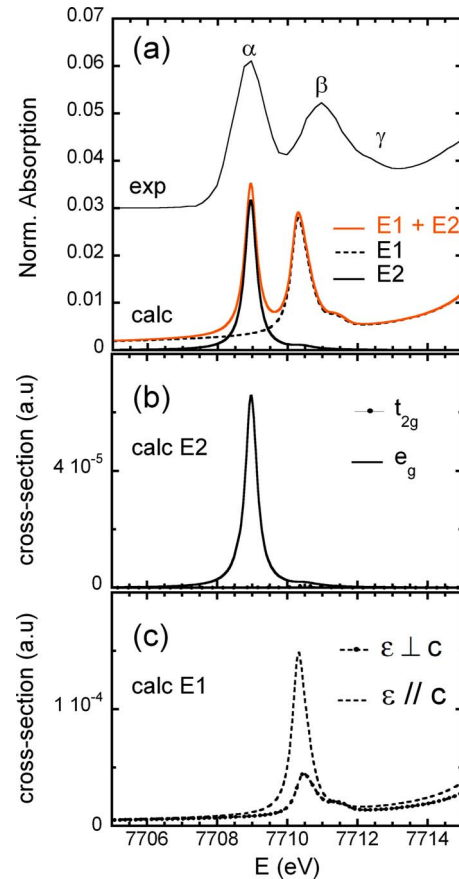 (a)
α
β
γ
exp
E1 + E2
E1
E2
calc
Norm. Absorption
0.07
0.06
0.05
0.04
0.03
0.02
0.01
0
(b)
calc E2
t2g
eg
cross-section (a.u)
4 10-5
0
(c)
calc E1
ε ⊥ c
ε // c
cross-section (a.u)
1 10-4
0
7706 7708 7710 7712 7714
E (eV)